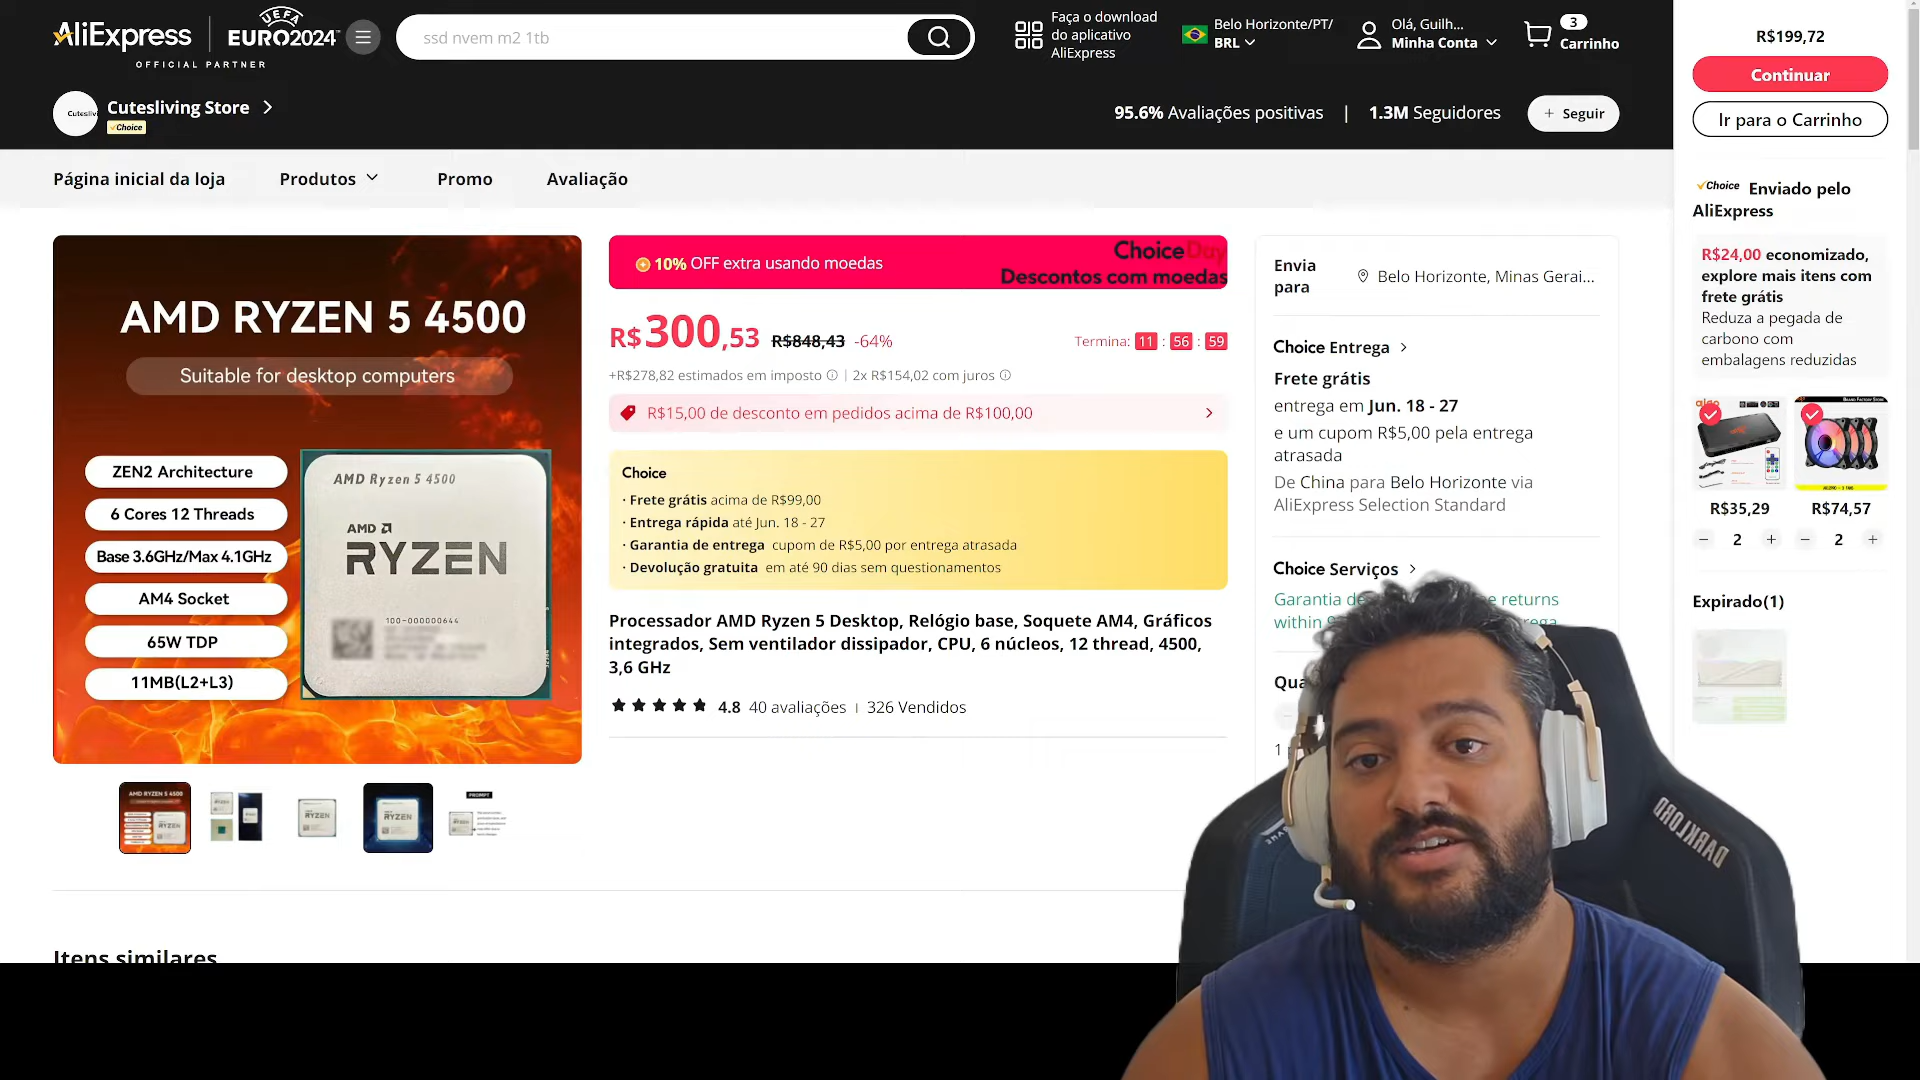 AliExpress
UEFA
EURO2024
OFFICIAL PARTNER
ssd nvem m2 1tb
Faça o download
do aplicativo
AliExpress
Belo Horizonte/PT/
BRL
Olá, Guilh...
Minha Conta
3
Carrinho
Cutesliving Store
Choice
95.6% Avaliações positivas | 1.3M Seguidores
+ Seguir
Página inicial da loja
Produtos
Promo
Avaliação
AMD RYZEN 5 4500
Suitable for desktop computers
ZEN2 Architecture
6 Cores 12 Threads
Base 3.6GHz/Max 4.1GHz
AM4 Socket
65W TDP
11MB(L2+L3)
AMD Ryzen 5 4500
AMD
RYZEN
100-000000644
10% OFF extra usando moedas
ChoiceDay
Descontos com moedas
R$300,53 R$848,43 -64%
Termina: 11 : 56 : 59
+R$278,82 estimados em imposto | 2x R$154,02 com juros
R$15,00 de desconto em pedidos acima de R$100,00
Choice
· Frete grátis acima de R$99,00
· Entrega rápida até Jun. 18 - 27
· Garantia de entrega cupom de R$5,00 por entrega atrasada
· Devolução gratuita em até 90 dias sem questionamentos
Processador AMD Ryzen 5 Desktop, Relógio base, Soquete AM4, Gráficos
integrados, Sem ventilador dissipador, CPU, 6 núcleos, 12 thread, 4500,
3,6 GHz
4.8 40 avaliações | 326 Vendidos
Itens similares
Envia
para
Belo Horizonte, Minas Gerai...
Choice Entrega
Frete grátis
entrega em Jun. 18 - 27
e um cupom R$5,00 pela entrega
atrasada
De China para Belo Horizonte via
AliExpress Selection Standard
Choice Serviços
Garantia de
e returns
within
R$199,72
Continuar
Ir para o Carrinho
Choice Enviado pelo
AliExpress
R$24,00 economizado,
explore mais itens com
frete grátis
Reduza a pegada de
carbono com
embalagens reduzidas
R$35,29
R$74,57
− 2 +
− 2 +
Expirado(1)
DARKLORD